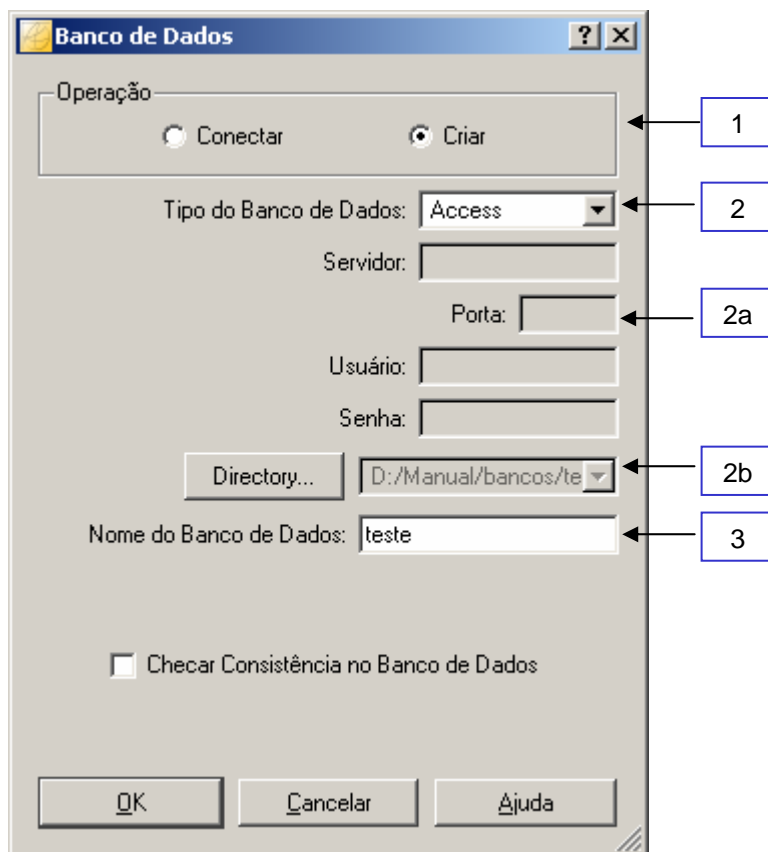 Banco de Dados
Operação
Conectar Criar 1
Tipo do Banco de Dados: Access 2
Servidor:
Porta: 2a
Usuário:
Senha:
Directory... D:/Manual/bancos/te 2b
Nome do Banco de Dados: teste 3
Checar Consistência no Banco de Dados
OK Cancelar Ajuda